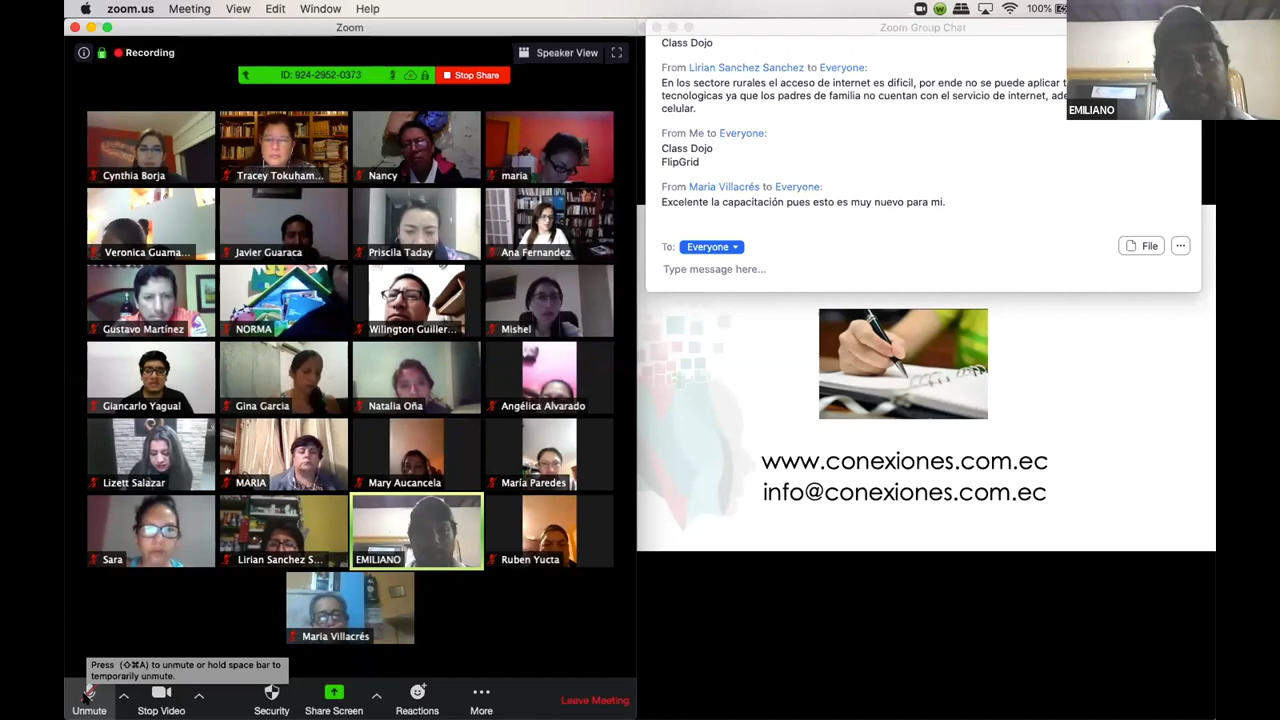 zoom.us Meeting View Edit Window Help
100%
Zoom
Recording
Speaker View
ID: 924-2952-0373
Stop Share
Cynthia Borja
Tracey Tokuham...
Nancy
maria
Veronica Guama...
Javier Guaraca
Priscila Taday
Ana Fernandez
Gustavo Martínez
NORMA
Wilington Guiller...
Mishel
Giancarlo Yagual
Gina Garcia
Natalia Oña
Angélica Alvarado
Lizett Salazar
MARIA
Mary Aucancela
María Paredes
Sara
Lirian Sanchez S...
EMILIANO
Ruben Yucta
Maria Villacrés
Press (⇧⌘A) to unmute or hold space bar to
temporarily unmute.
Unmute
Stop Video
Security
Share Screen
Reactions
More
Leave Meeting
Zoom Group Chat
Class Dojo
From Lirian Sanchez Sanchez to Everyone:
En los sectore rurales el acceso de internet es dificil, por ende no se puede aplicar
tecnologicas ya que los padres de familia no cuentan con el servicio de internet,
celular.
From Me to Everyone:
Class Dojo
FlipGrid
From Maria Villacrés to Everyone:
Excelente la capacitación pues esto es muy nuevo para mi.
To: Everyone
File
Type message here...
EMILIANO
www.conexiones.com.ec
info@conexiones.com.ec